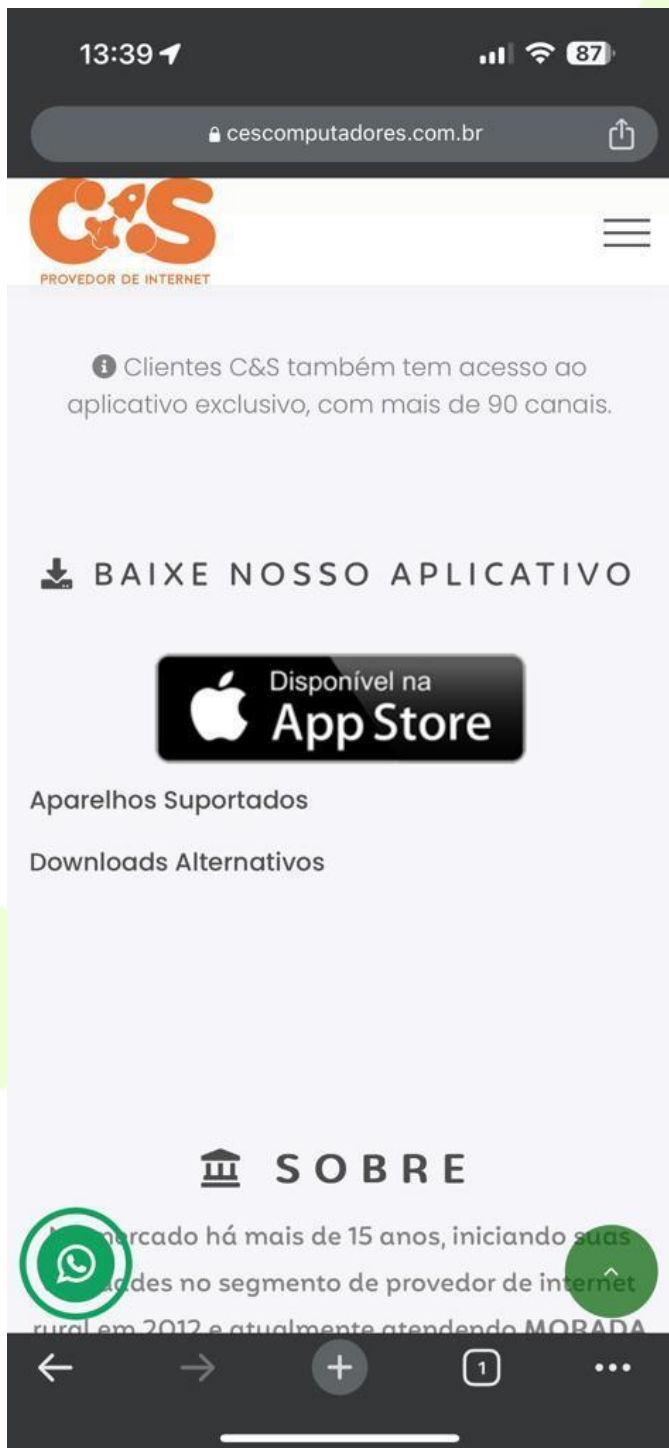 13:39
87
cescomputadores.com.br
C&S
PROVEDOR DE INTERNET
Clientes C&S também tem acesso ao
aplicativo exclusivo, com mais de 90 canais.
BAIXE NOSSO APLICATIVO
Disponível na
App Store
Aparelhos Suportados
Downloads Alternativos
SOBRE
mercado há mais de 15 anos, iniciando suas
no segmento de provedor de internet
rural em 2012 e atualmente atendendo MORADA
1